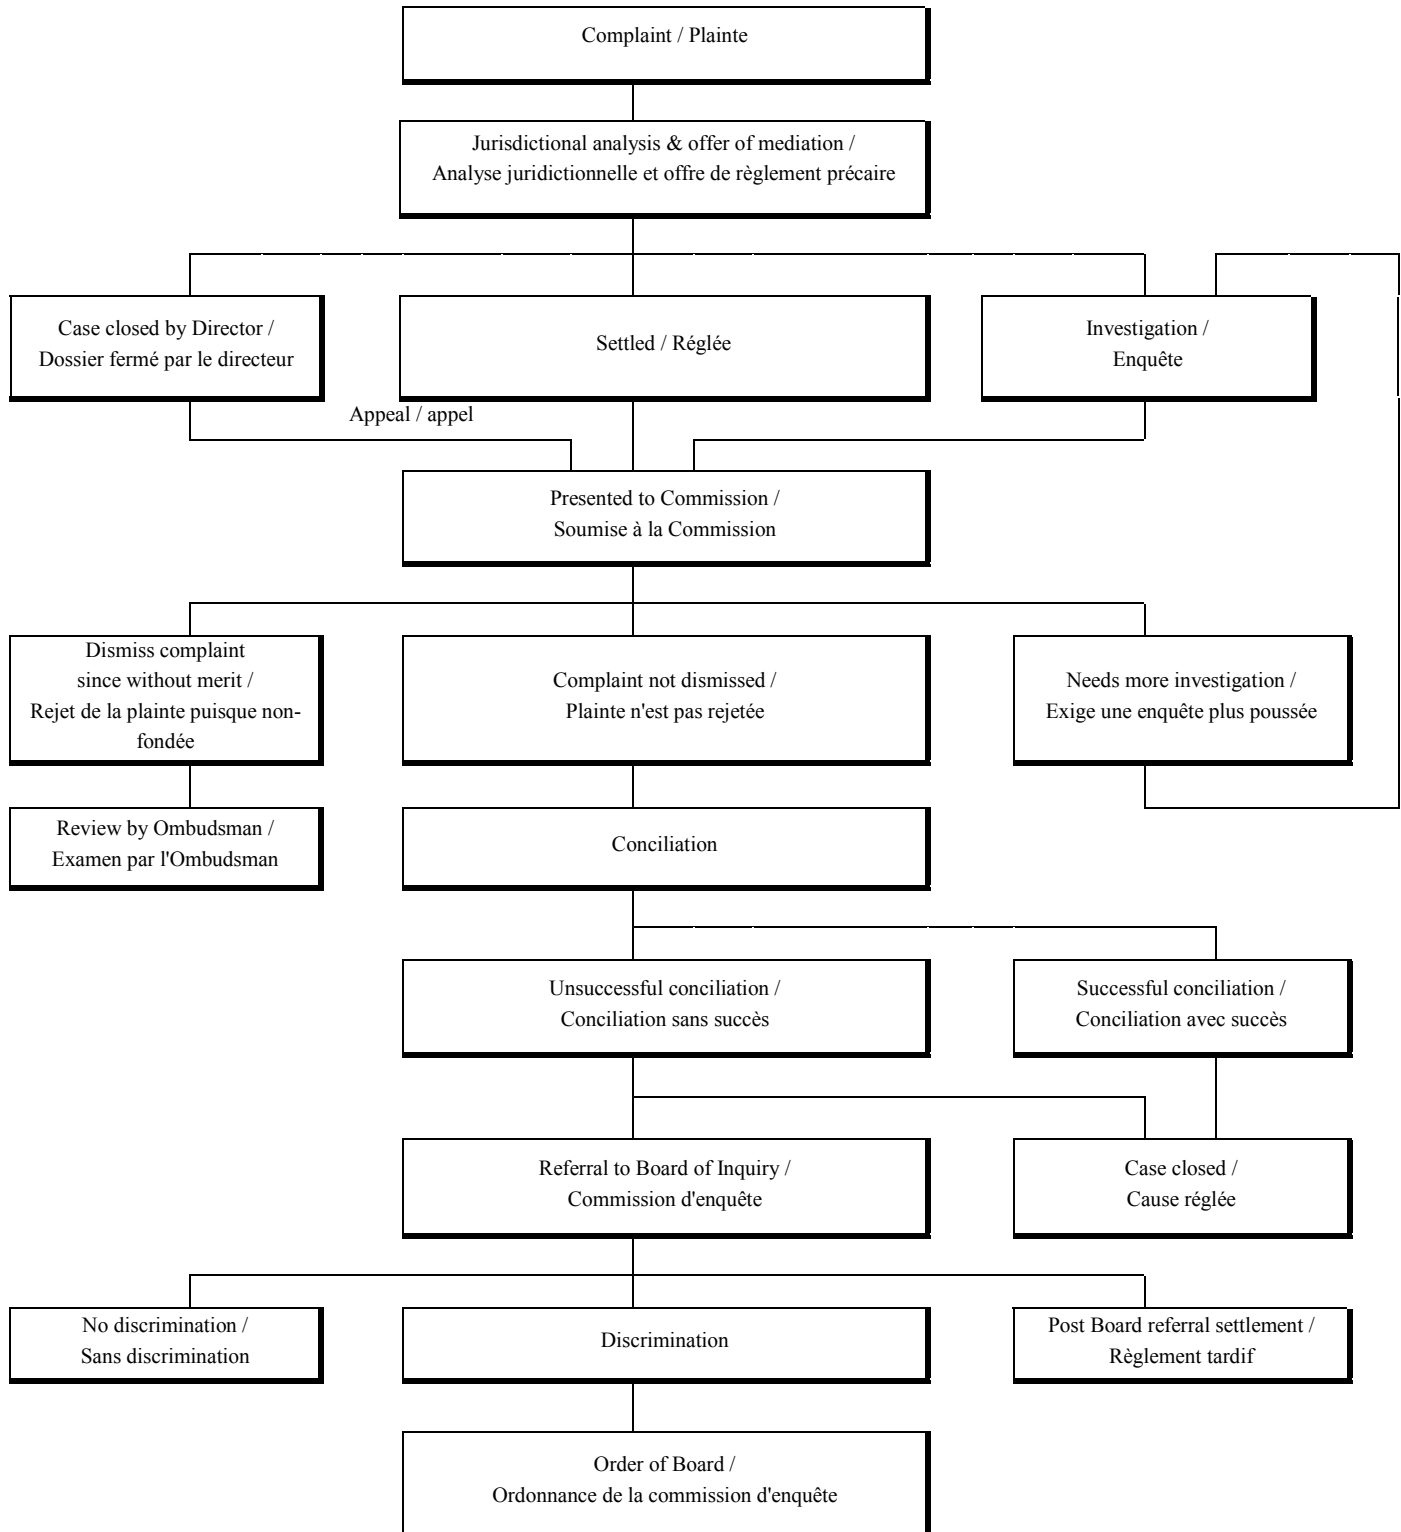 Complaint / Plainte
Jurisdictional analysis & offer of mediation /
Analyse juridictionnelle et offre de règlement précaire
Case closed by Director /
Dossier fermé par le directeur
Settled / Réglée
Investigation /
Enquête
Appeal / appel
Presented to Commission /
Soumise à la Commission
Dismiss complaint
since without merit /
Rejet de la plainte puisque non-
fondée
Complaint not dismissed /
Plainte n'est pas rejetée
Needs more investigation /
Exige une enquête plus poussée
Review by Ombudsman /
Examen par l'Ombudsman
Conciliation
Unsuccessful conciliation /
Conciliation sans succès
Successful conciliation /
Conciliation avec succès
Referral to Board of Inquiry /
Commission d'enquête
Case closed /
Cause réglée
No discrimination /
Sans discrimination
Discrimination
Post Board referral settlement /
Règlement tardif
Order of Board /
Ordonnance de la commission d'enquête